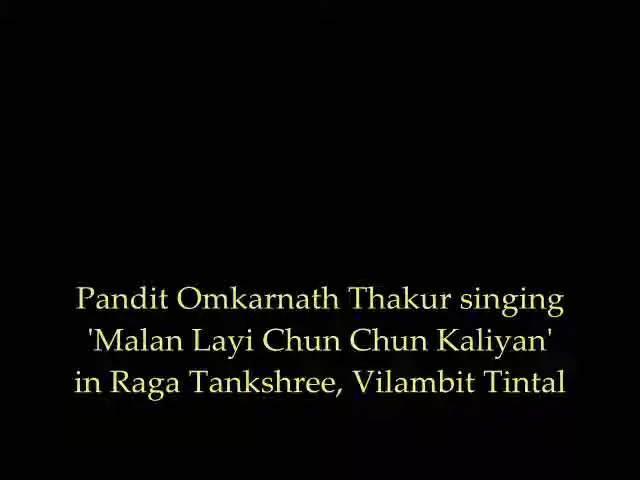 Pandit Omkarnath Thakur singing
'Malan Layi Chun Chun Kaliyan'
in Raga Tankshree, Vilambit Tintal